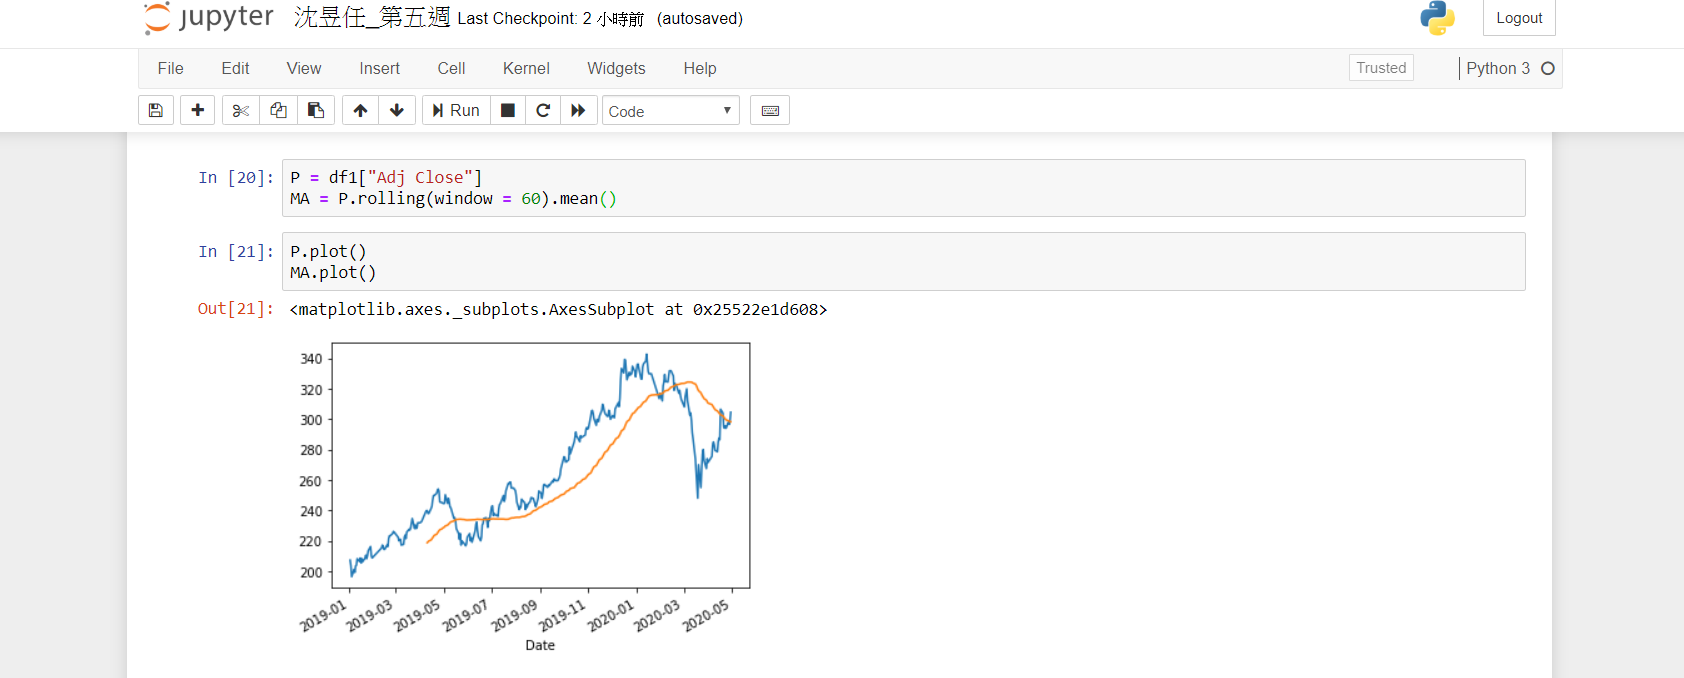 jupyter 沈昱任_第五週 Last Checkpoint: 2 小時前 (autosaved)
Logout
File Edit View Insert Cell Kernel Widgets Help
Trusted
Python 3
Run
Code
In [20]:
P = df1["Adj Close"]
MA = P.rolling(window = 60).mean()
In [21]:
P.plot()
MA.plot()
Out[21]:
<matplotlib.axes._subplots.AxesSubplot at 0x25522e1d608>
340
320
300
280
260
240
220
200
2019-01 2019-03 2019-05 2019-07 2019-09 2019-11 2020-01 2020-03 2020-05
Date